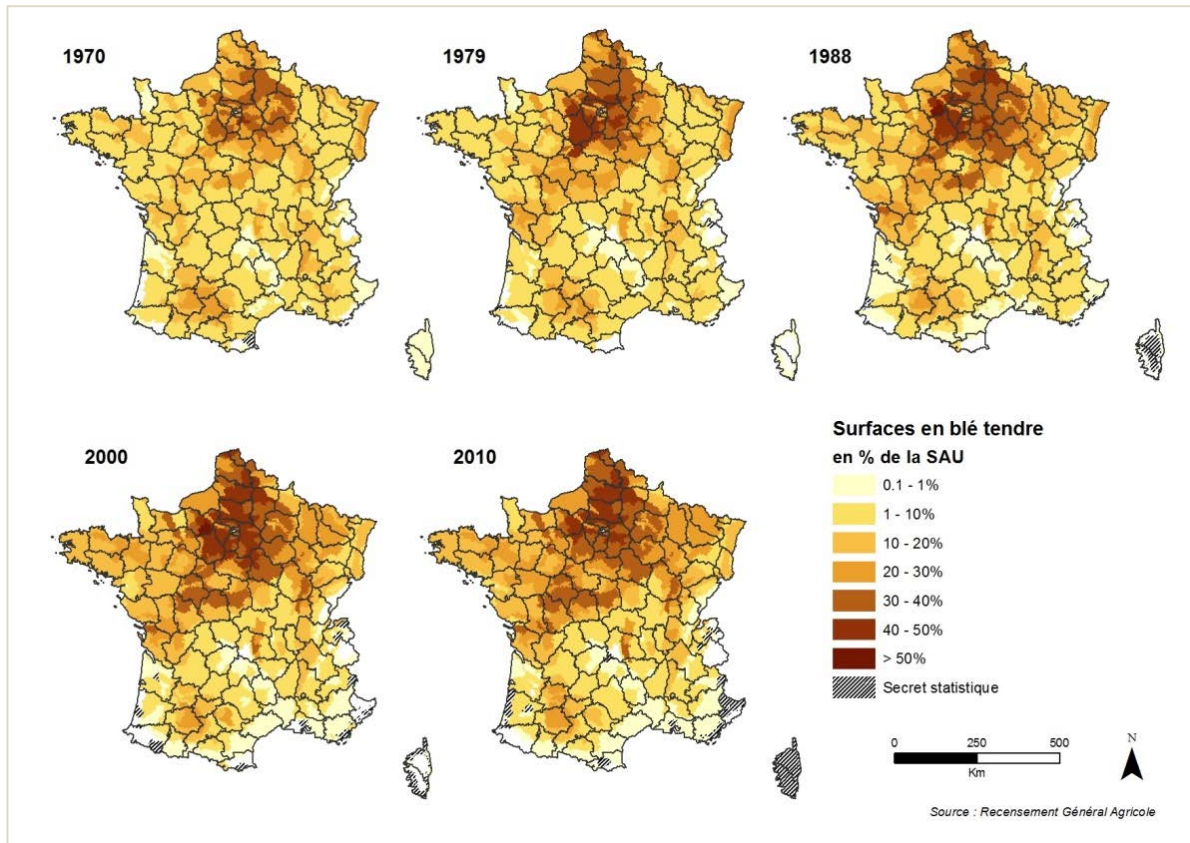 1970
1979
1988
2000
2010
Surfaces en blé tendre
en % de la SAU
0.1 - 1%
1 - 10%
10 - 20%
20 - 30%
30 - 40%
40 - 50%
> 50%
Secret statistique
0 250 500
Km
N
Source : Recensement Général Agricole